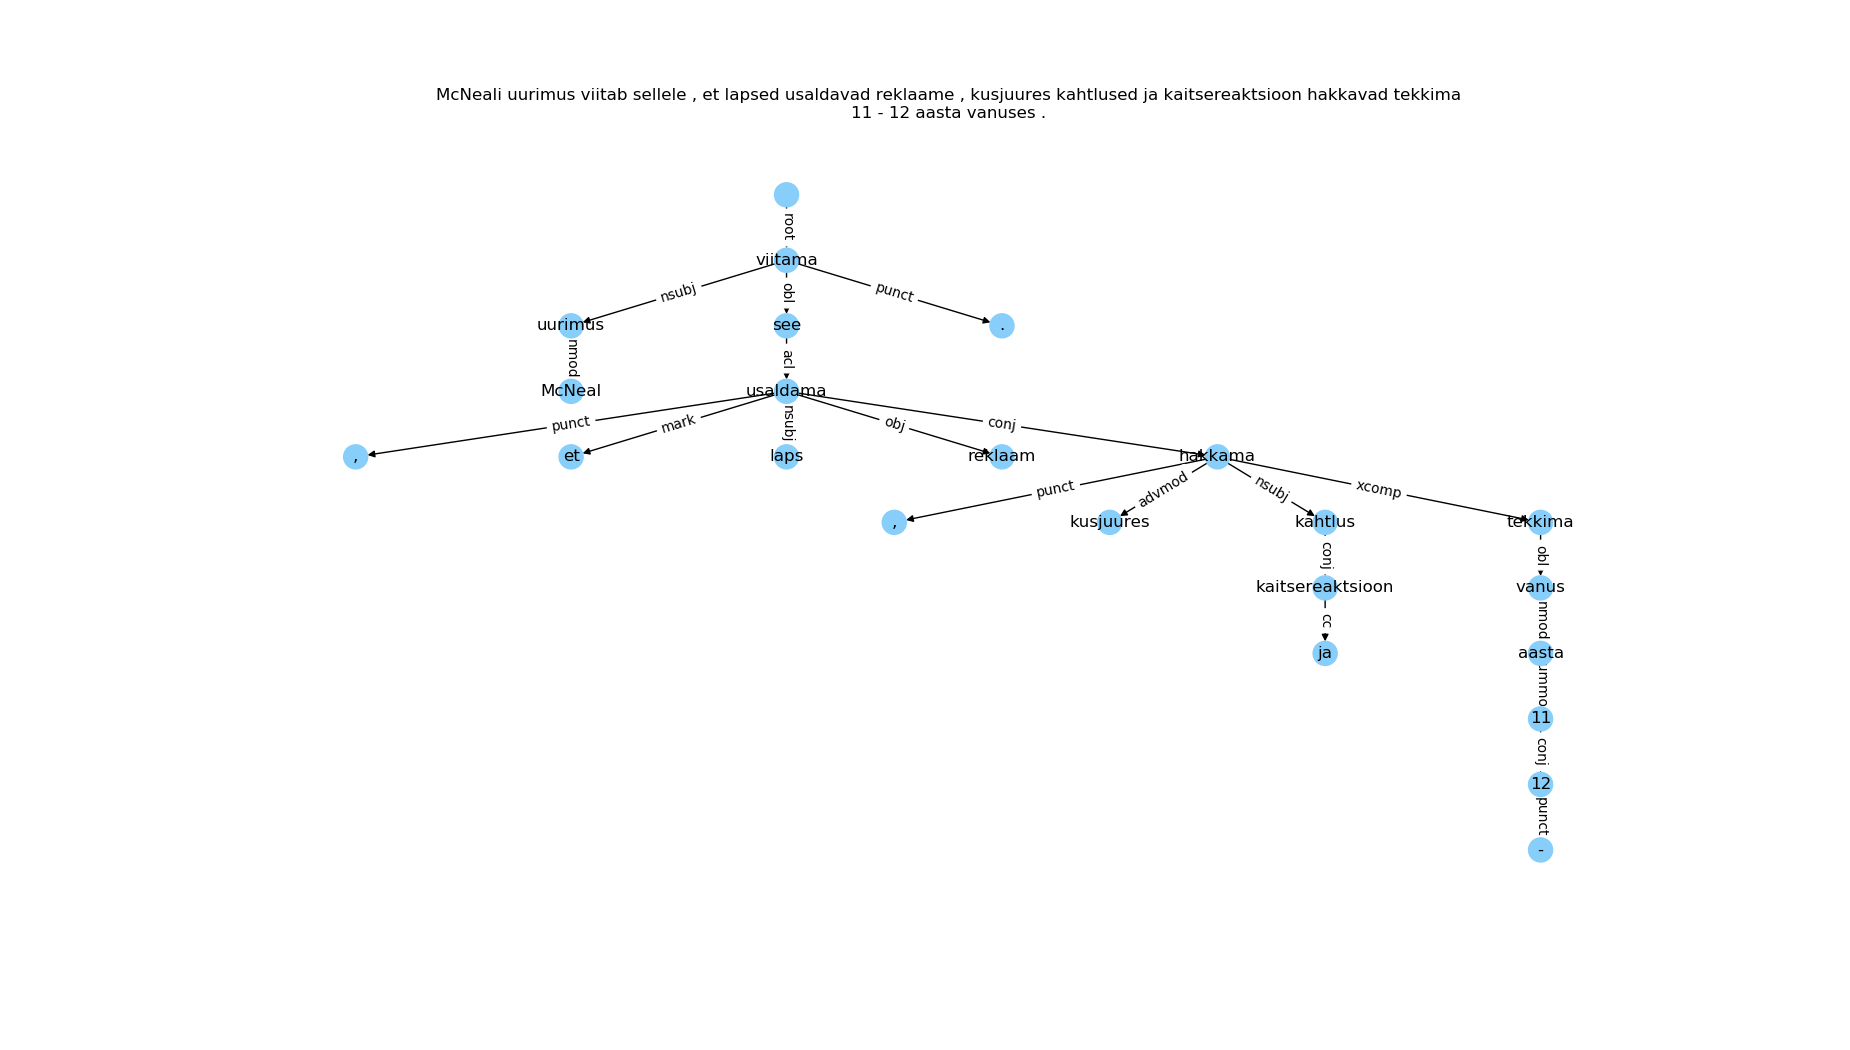 McNeali uurimus viitab sellele , et lapsed usaldavad reklaame , kusjuures kahtlused ja kaitsereaktsioon hakkavad tekkima
11 - 12 aasta vanuses .
root
viitama
nsubj
obl
punct
uurimus
see
.
nmod
acl
McNeal
usaldama
punct
mark
nsubj
obj
conj
,
et
laps
reklaam
hakkama
punct
advmod
nsubj
xcomp
,
kusjuures
kahtlus
tekkima
conj
obl
kaitsereaktsioon
vanus
cc
nmod
ja
aasta
ummo
11
conj
12
punct
-